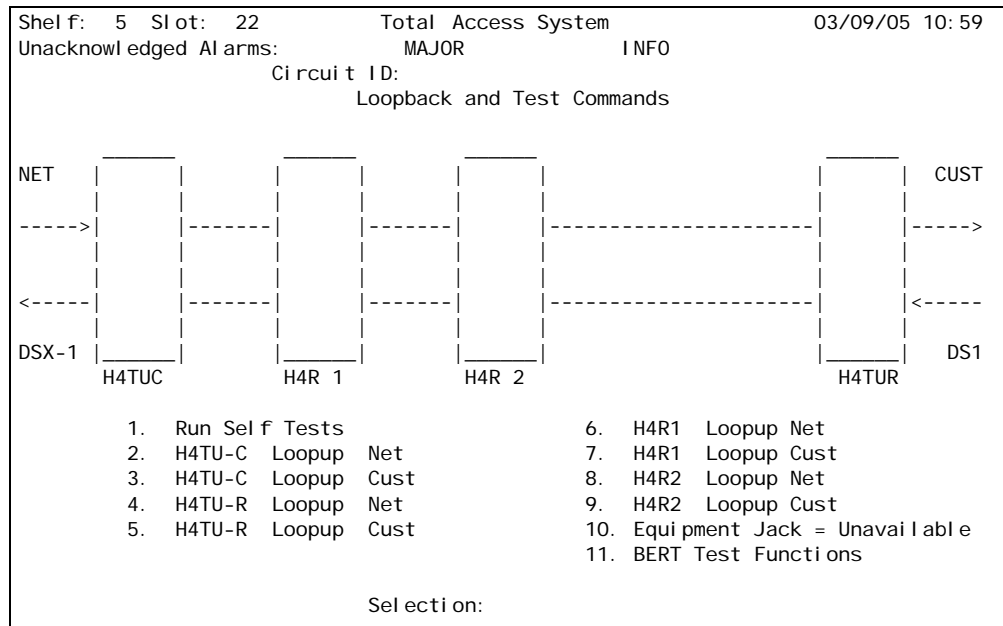 Shelf: 5 Slot: 22 Total Access System 03/09/05 10:59
Unacknowledged Alarms: MAJOR INFO
Circuit ID:
Loopback and Test Commands
NET CUST
DSX-1 DS1
H4TUC H4R 1 H4R 2 H4TUR
1. Run Self Tests 6. H4R1 Loopup Net
2. H4TU-C Loopup Net 7. H4R1 Loopup Cust
3. H4TU-C Loopup Cust 8. H4R2 Loopup Net
4. H4TU-R Loopup Net 9. H4R2 Loopup Cust
5. H4TU-R Loopup Cust 10. Equipment Jack = Unavailable
11. BERT Test Functions
Selection: